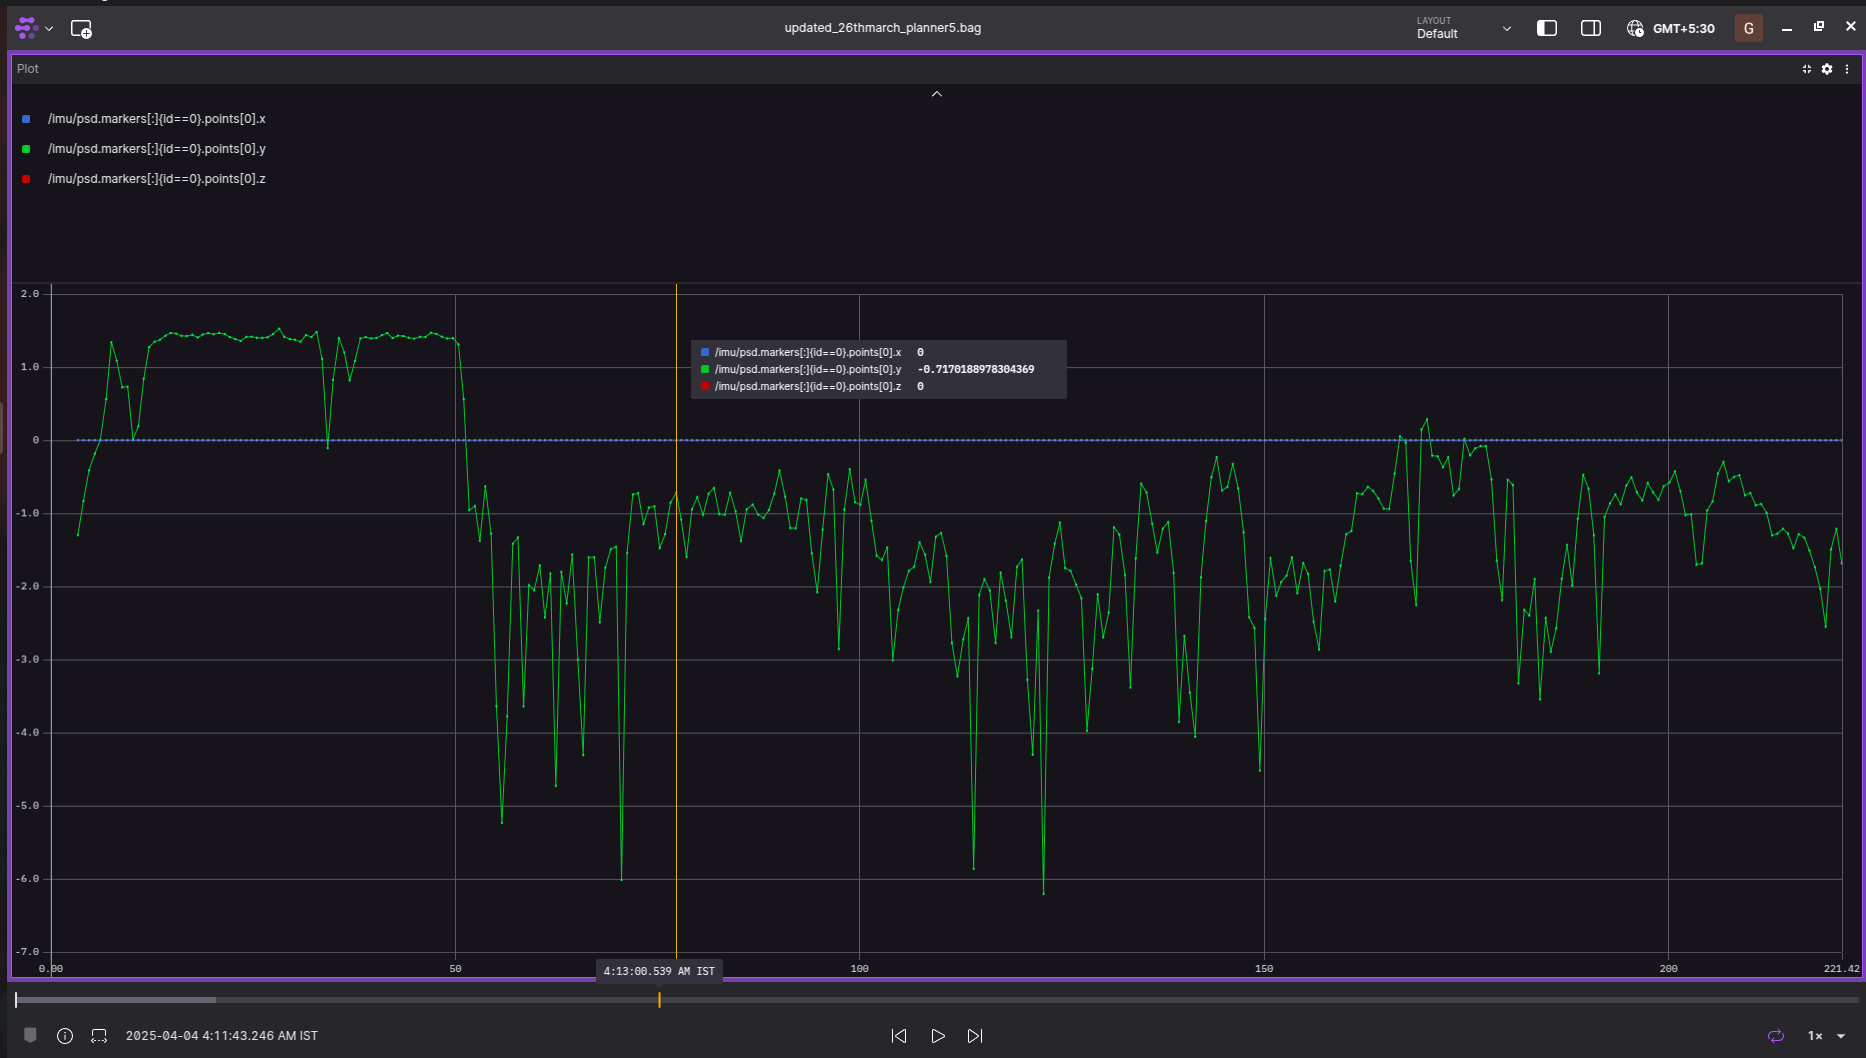 updated_26thmarch_planner5.bag
LAYOUT
Default
GMT+5:30
G
Plot
/imu/psd.markers[:]{id==0}.points[0].x
/imu/psd.markers[:]{id==0}.points[0].y
/imu/psd.markers[:]{id==0}.points[0].z
2.0
1.0
0
-1.0
-2.0
-3.0
-4.0
-5.0
-6.0
-7.0
/imu/psd.markers[:]{id==0}.points[0].x 0
/imu/psd.markers[:]{id==0}.points[0].y -0.7170188978304369
/imu/psd.markers[:]{id==0}.points[0].z 0
0.00 50 100 150 200 221.42
4:13:00.539 AM IST
2025-04-04 4:11:43.246 AM IST
1×